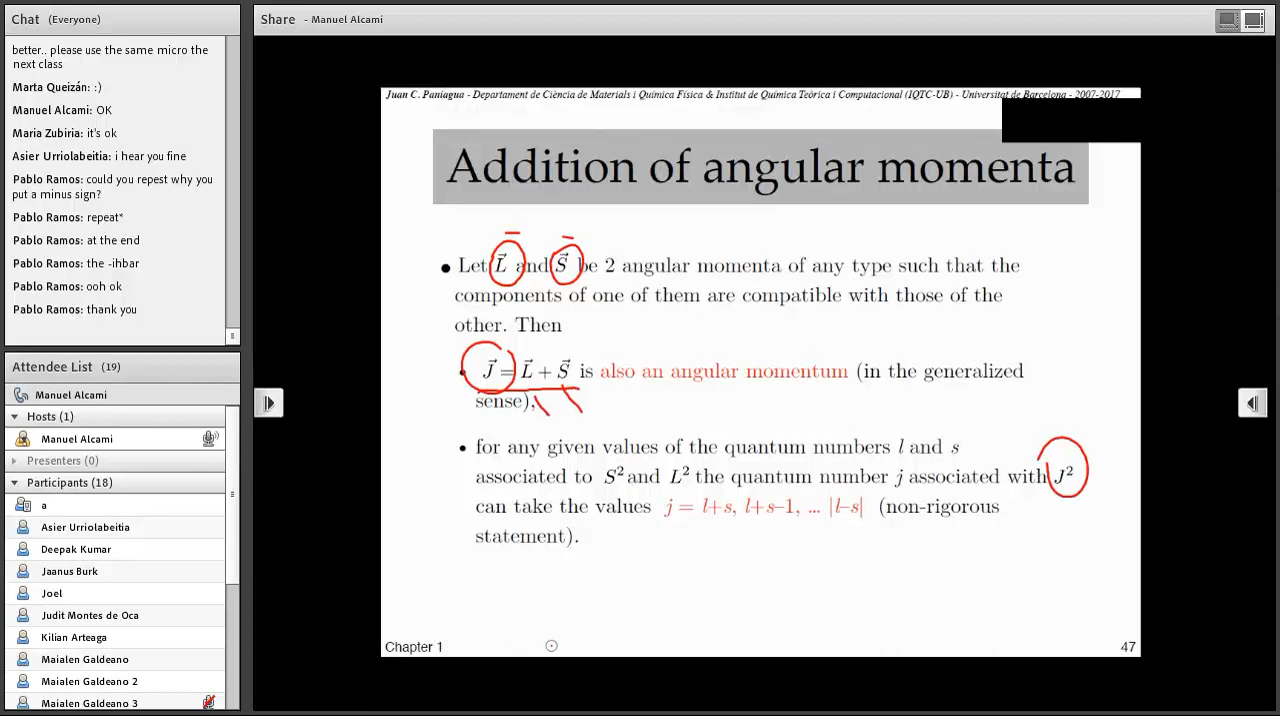 Chat (Everyone)
better.. please use the same micro the
next class
Marta Queizán: :)
Manuel Alcami: OK
Maria Zubiria: it's ok
Asier Urriolabeitia: i hear you fine
Pablo Ramos: could you repest why you
put a minus sign?
Pablo Ramos: repeat*
Pablo Ramos: at the end
Pablo Ramos: the -ihbar
Pablo Ramos: ooh ok
Pablo Ramos: thank you
Attendee List (19)
Manuel Alcami
Hosts (1)
Manuel Alcami
Presenters (0)
Participants (18)
a
Asier Urriolabeitia
Deepak Kumar
Jaanus Burk
Joel
Judit Montes de Oca
Kilian Arteaga
Maialen Galdeano
Maialen Galdeano 2
Maialen Galdeano 3
Share - Manuel Alcami
Juan C. Paniagua - Departament de Ciència de Materials i Química Física & Institut de Química Teòrica i Computacional (IQTC-UB) - Universitat de Barcelona - 2007-2017
Addition of angular momenta
• Let L⃗ and S⃗ be 2 angular momenta of any type such that the
components of one of them are compatible with those of the
other. Then
• J⃗ = L⃗ + S⃗ is also an angular momentum (in the generalized
sense),
• for any given values of the quantum numbers l and s
associated to S² and L² the quantum number j associated with J²
can take the values j = l+s, l+s–1, ... |l–s| (non-rigorous
statement).
Chapter 1
47